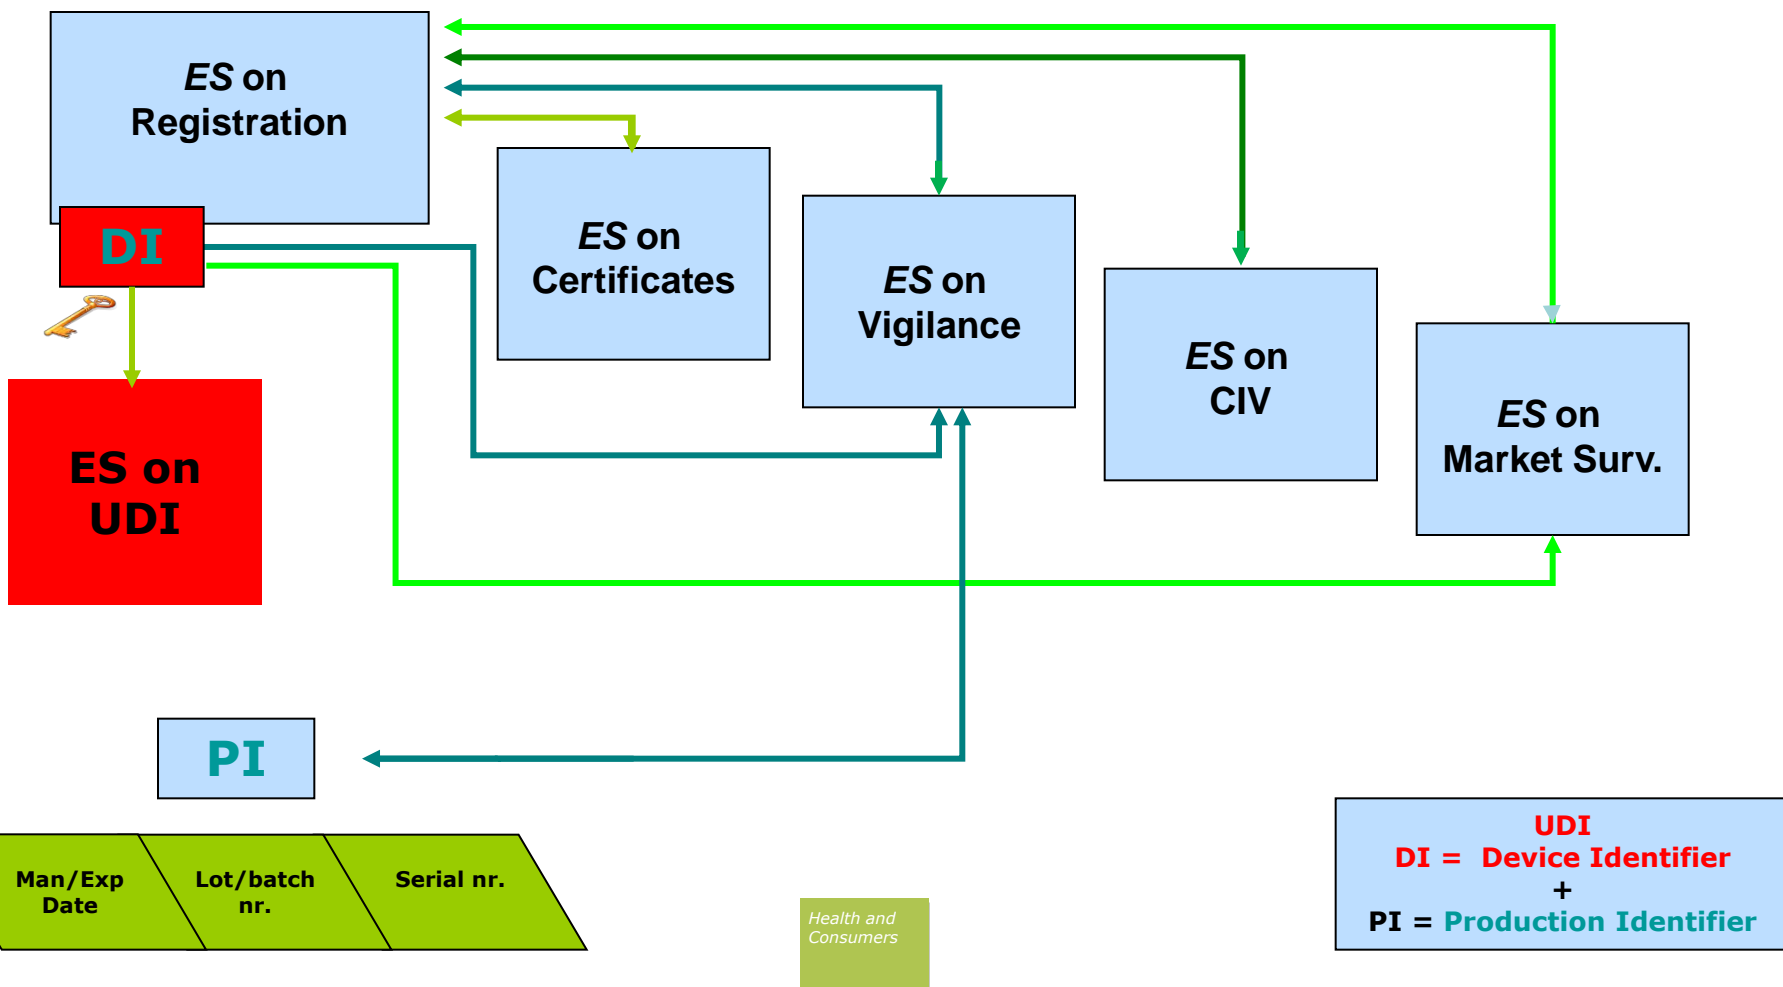 ES on
Registration
DI
ES on
Certificates
ES on
Vigilance
ES on
CIV
ES on
Market Surv.
ES on
UDI
PI
Man/Exp
Date
Lot/batch
nr.
Serial nr.
Health and
Consumers
UDI
DI = Device Identifier
+
PI = Production Identifier